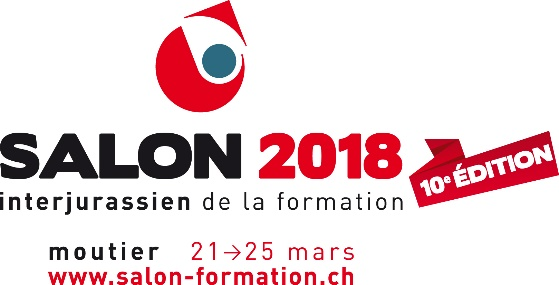 SALON 2018
10e ÉDITION
interjurassien de la formation
moutier 21→25 mars
www.salon-formation.ch